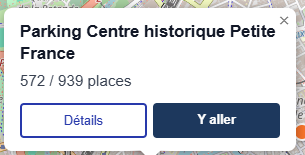 Parking Centre historique Petite
France
572 / 939 places
Détails
Y aller